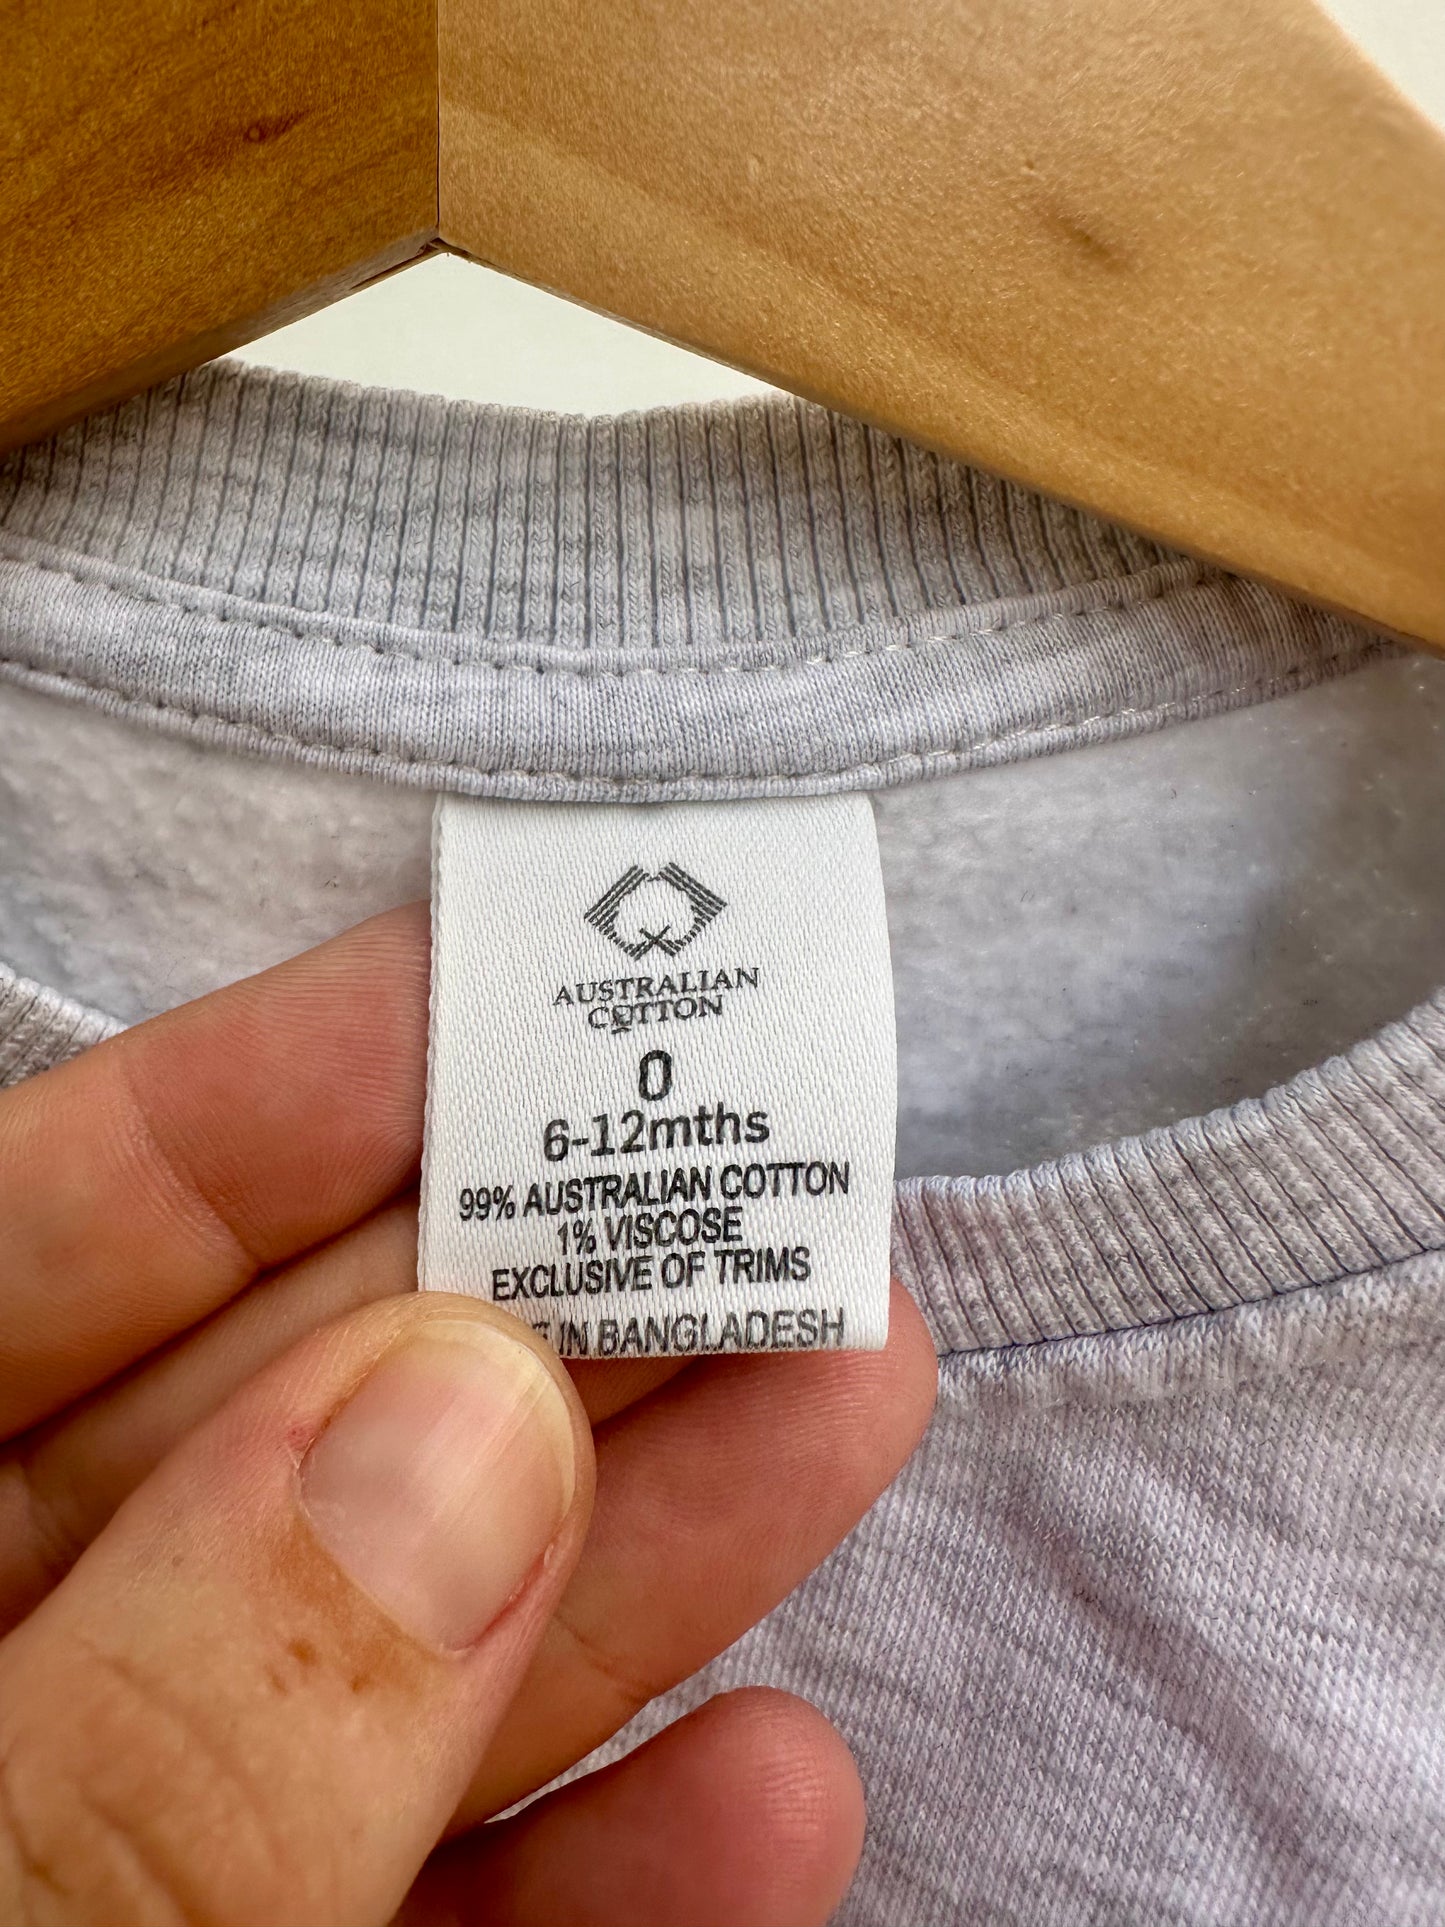 AUSTRALIAN
COTTON
0
6-12mths
99% AUSTRALIAN COTTON
1% VISCOSE
EXCLUSIVE OF TRIMS
E IN BANGLADESH